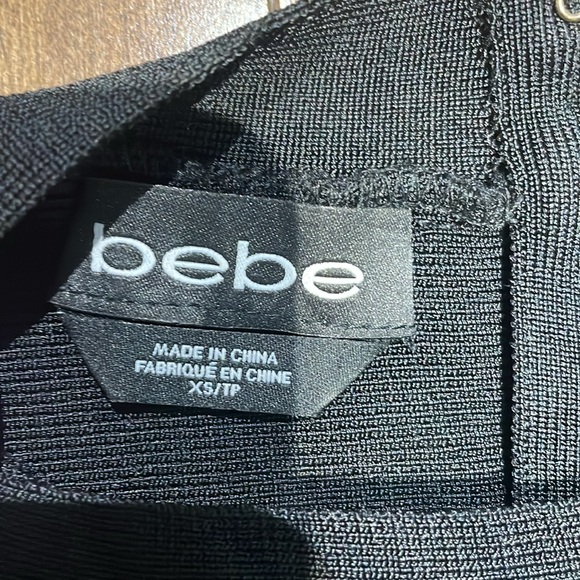 bebe
MADE IN CHINA
FABRIQUÉ EN CHINE
XS/TP